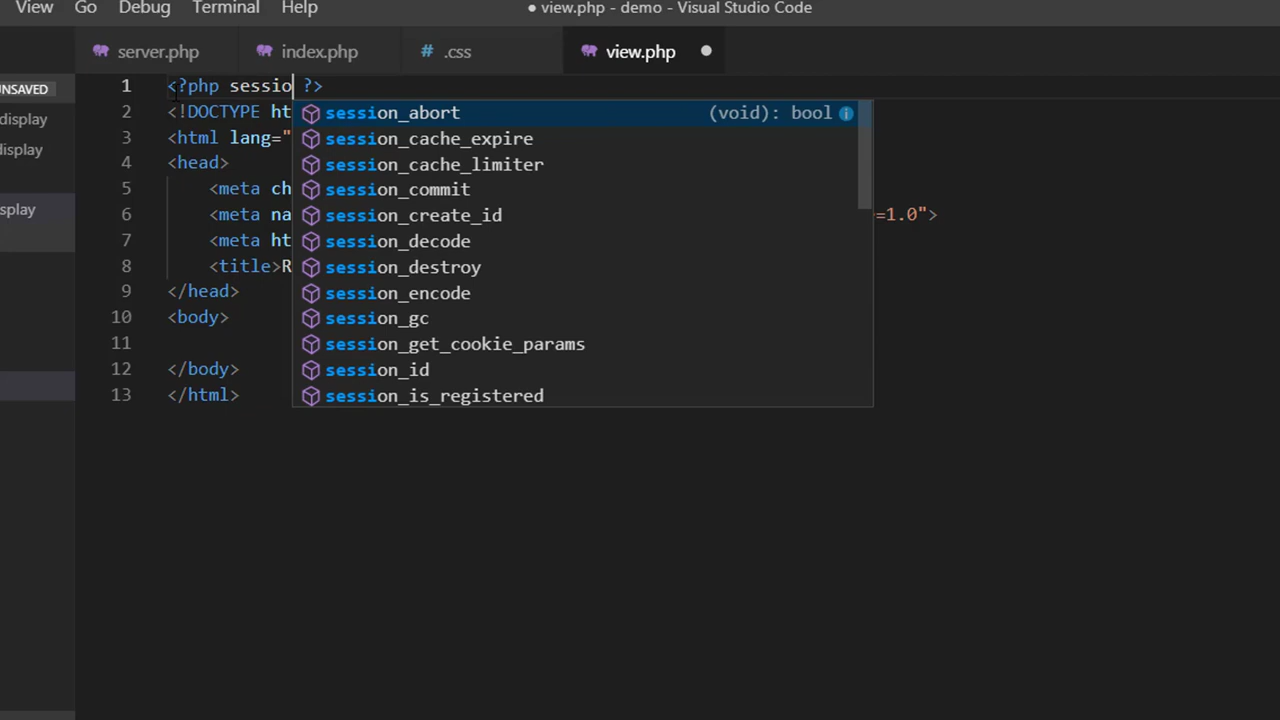 View Go Debug Terminal Help ● view.php - demo - Visual Studio Code
server.php index.php # .css view.php ●
UNSAVED
display
display
splay
1 <?php sessio ?>
2 <!DOCTYPE ht
3 <html lang="
4 <head>
5 <meta ch
6 <meta na =1.0">
7 <meta ht
8 <title>R
9 </head>
10 <body>
11
12 </body>
13 </html>
session_abort (void): bool
session_cache_expire
session_cache_limiter
session_commit
session_create_id
session_decode
session_destroy
session_encode
session_gc
session_get_cookie_params
session_id
session_is_registered